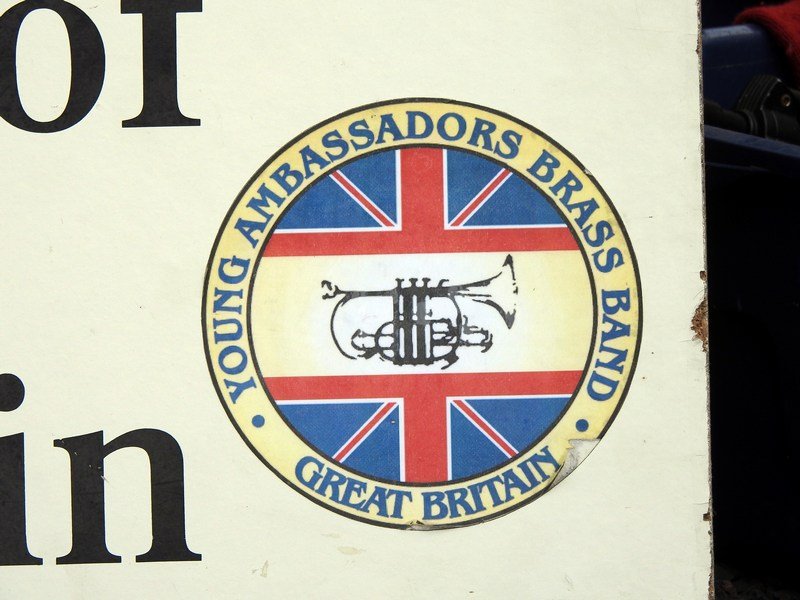 of
YOUNG AMBASSADORS BRASS BAND
GREAT BRITAIN
in